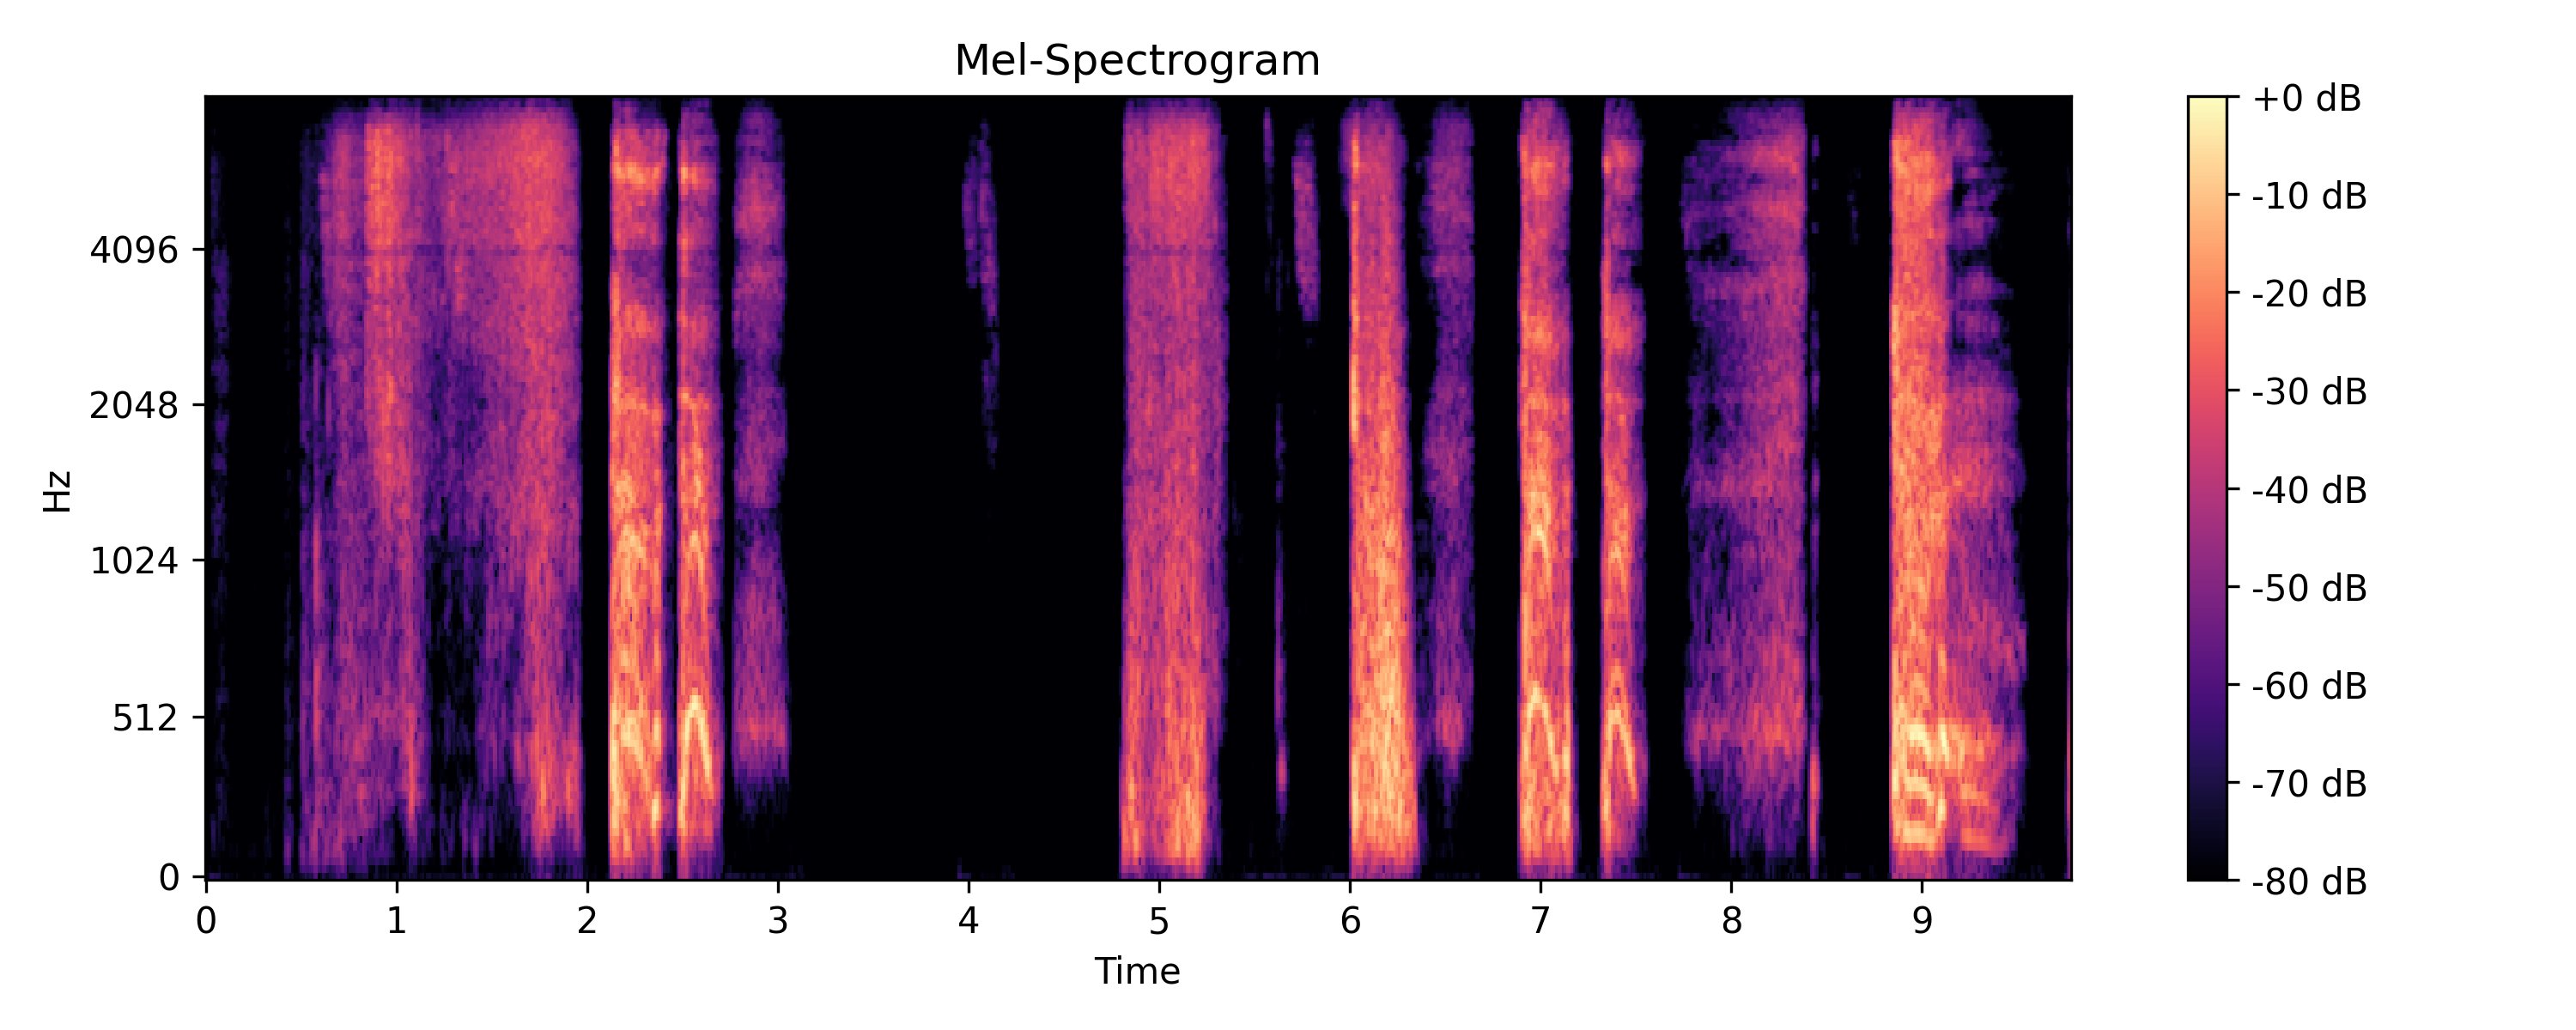 Mel-Spectrogram
+0 dB
-10 dB
-20 dB
-30 dB
-40 dB
-50 dB
-60 dB
-70 dB
-80 dB
4096
2048
1024
512
0
Hz
0 1 2 3 4 5 6 7 8 9
Time